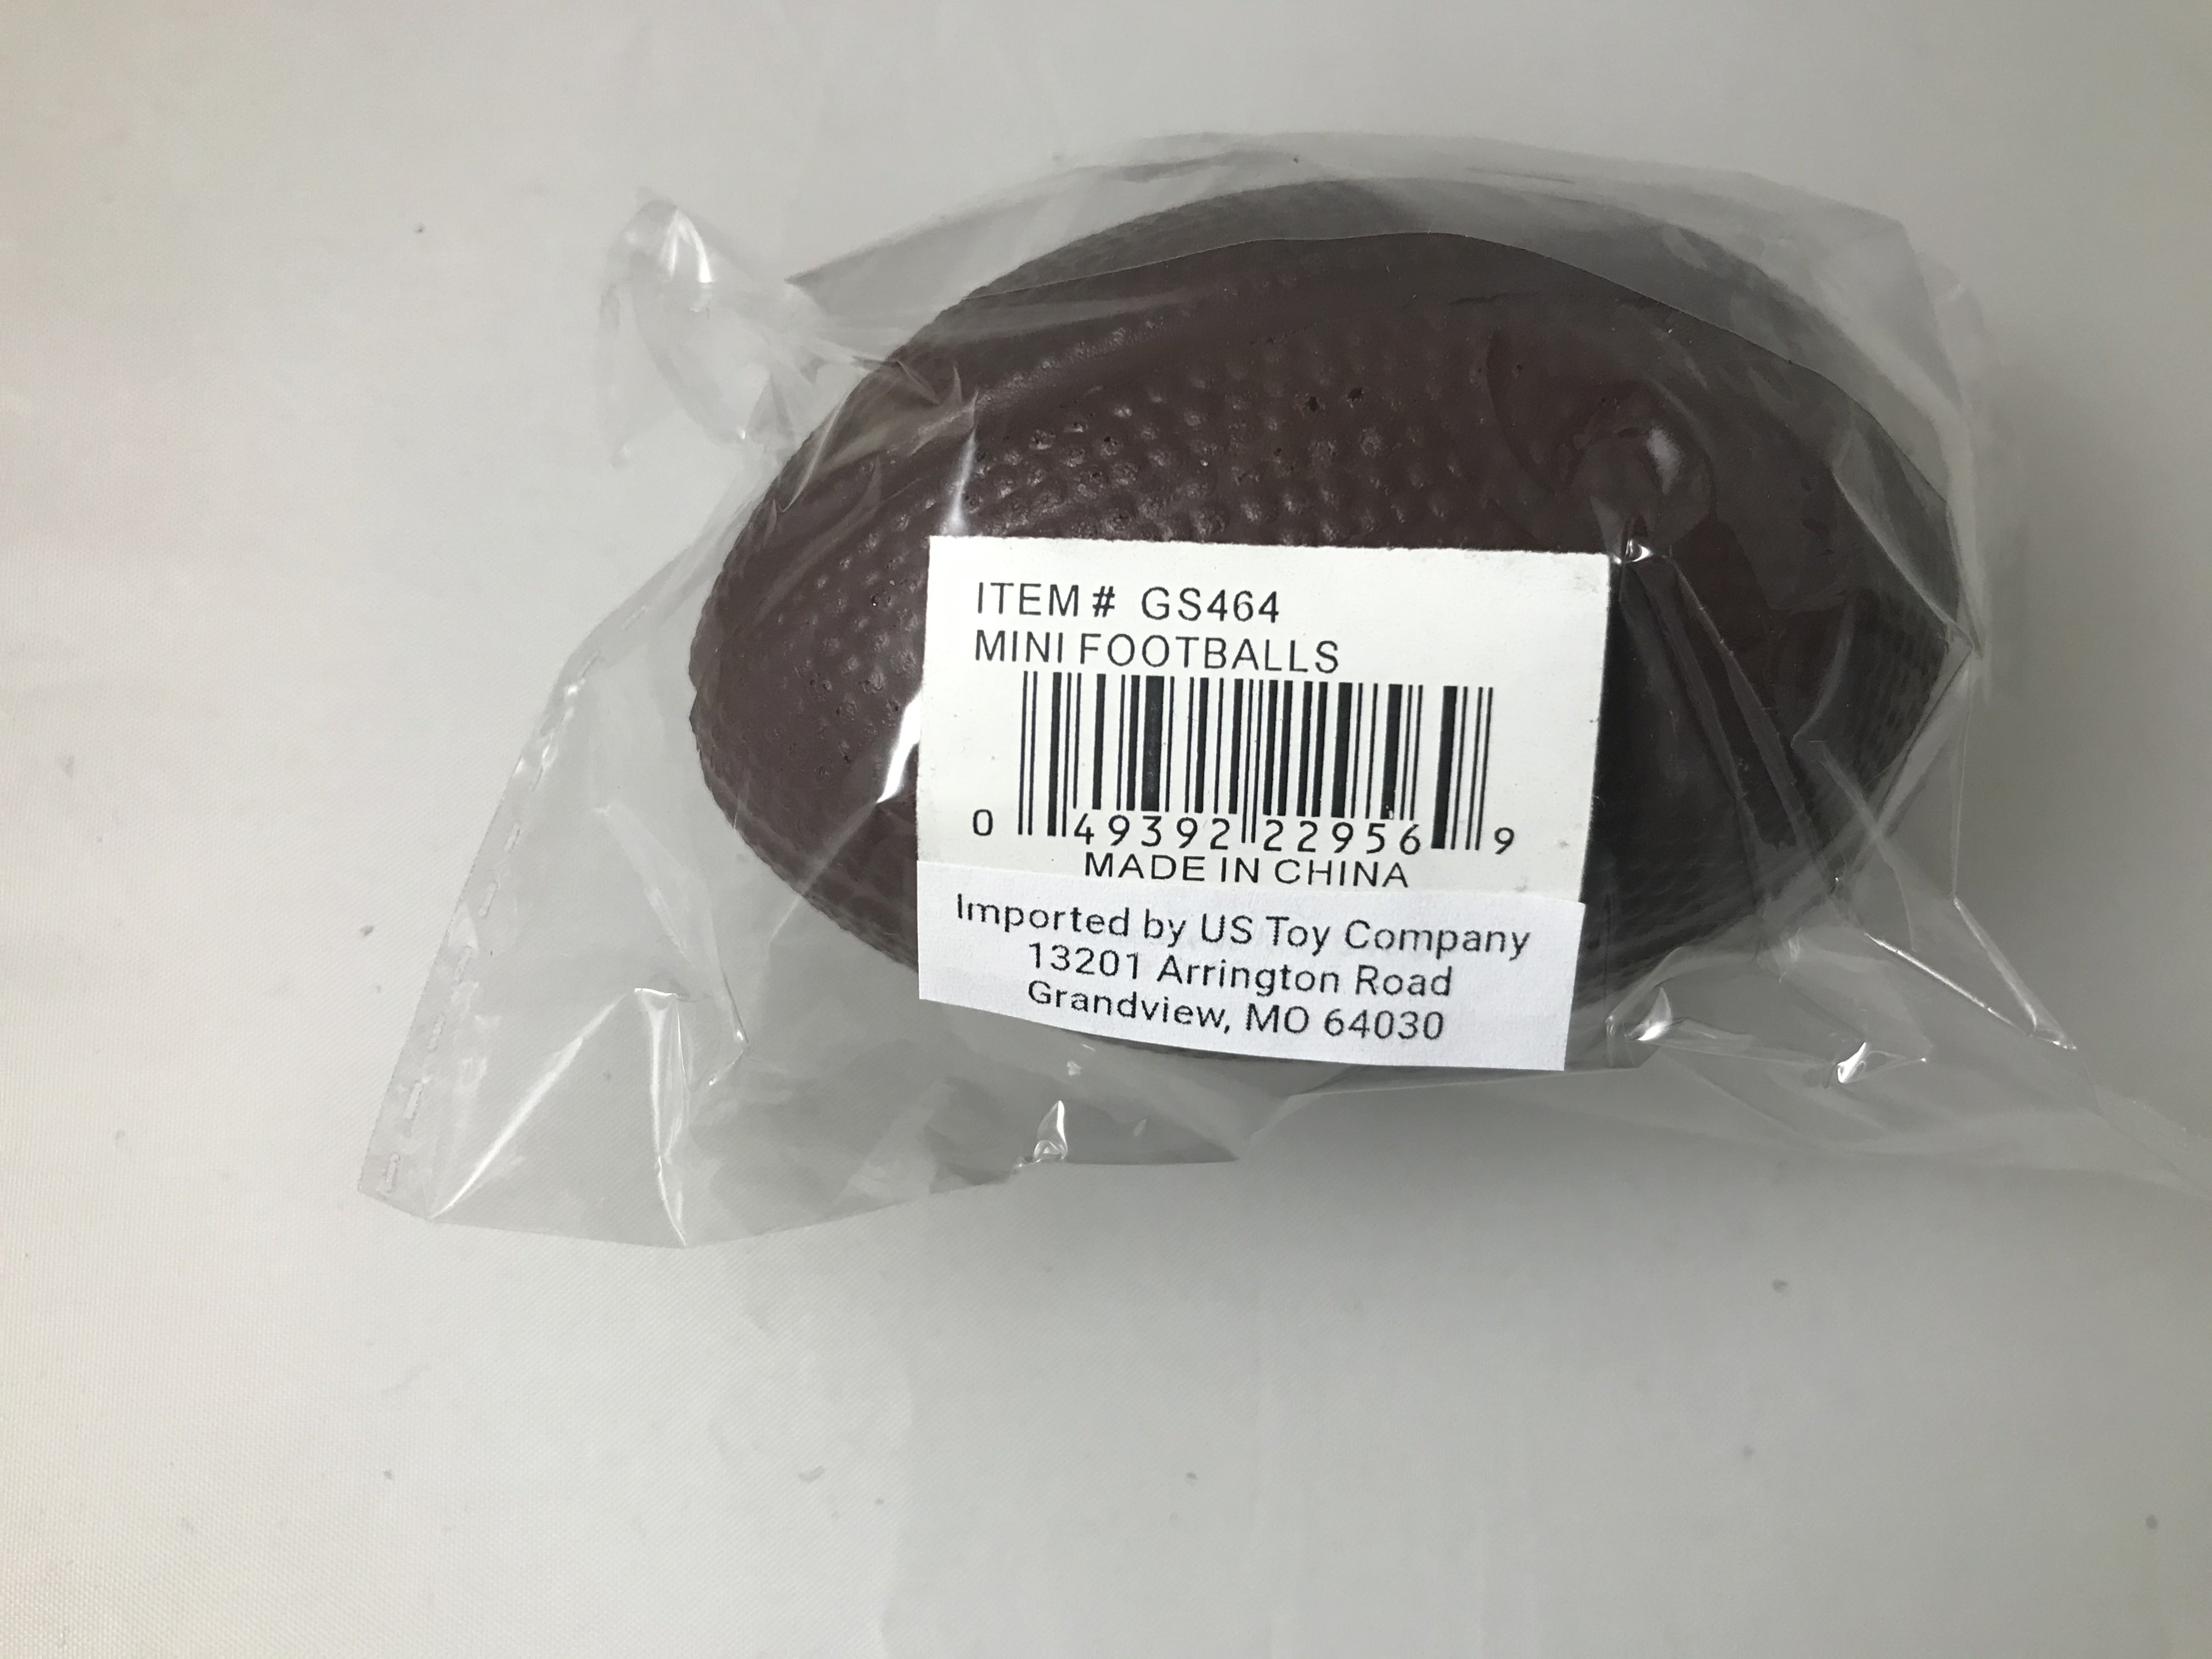 ITEM# GS464
MINI FOOTBALLS
0 49392 22956 9
MADE IN CHINA
Imported by US Toy Company
13201 Arrington Road
Grandview, MO 64030